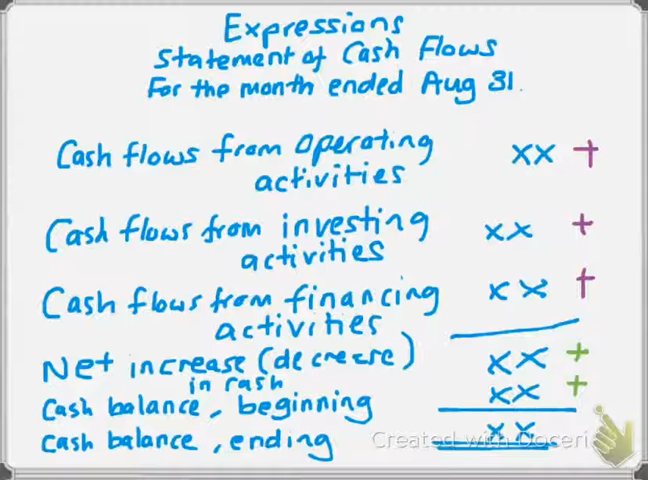 Expressions
Statement of Cash Flows
For the month ended Aug 31.
Cash flows from operating xx +
activities
Cash flows from investing xx +
activities
Cash flows from financing xx +
activities
Net increase (decrease) xx +
in cash
Cash balance, beginning xx +
Cash balance, ending xx
Created with Doceri